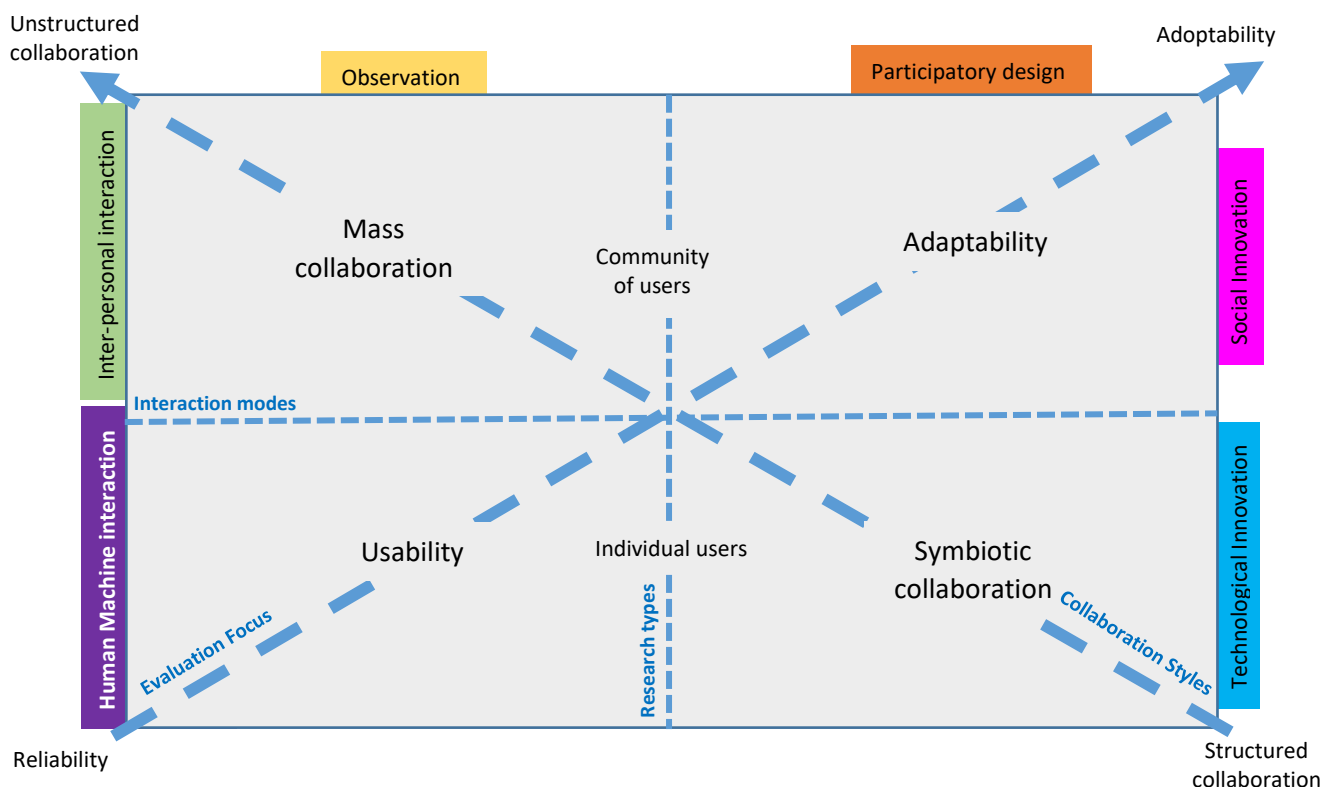 Unstructured
collaboration
Adoptability
Observation
Participatory design
Inter-personal interaction
Social Innovation
Mass
collaboration
Community
of users
Adaptability
Interaction modes
Human Machine interaction
Technological Innovation
Usability
Individual users
Symbiotic
collaboration
Evaluation Focus
Research types
Collaboration Styles
Reliability
Structured
collaboration